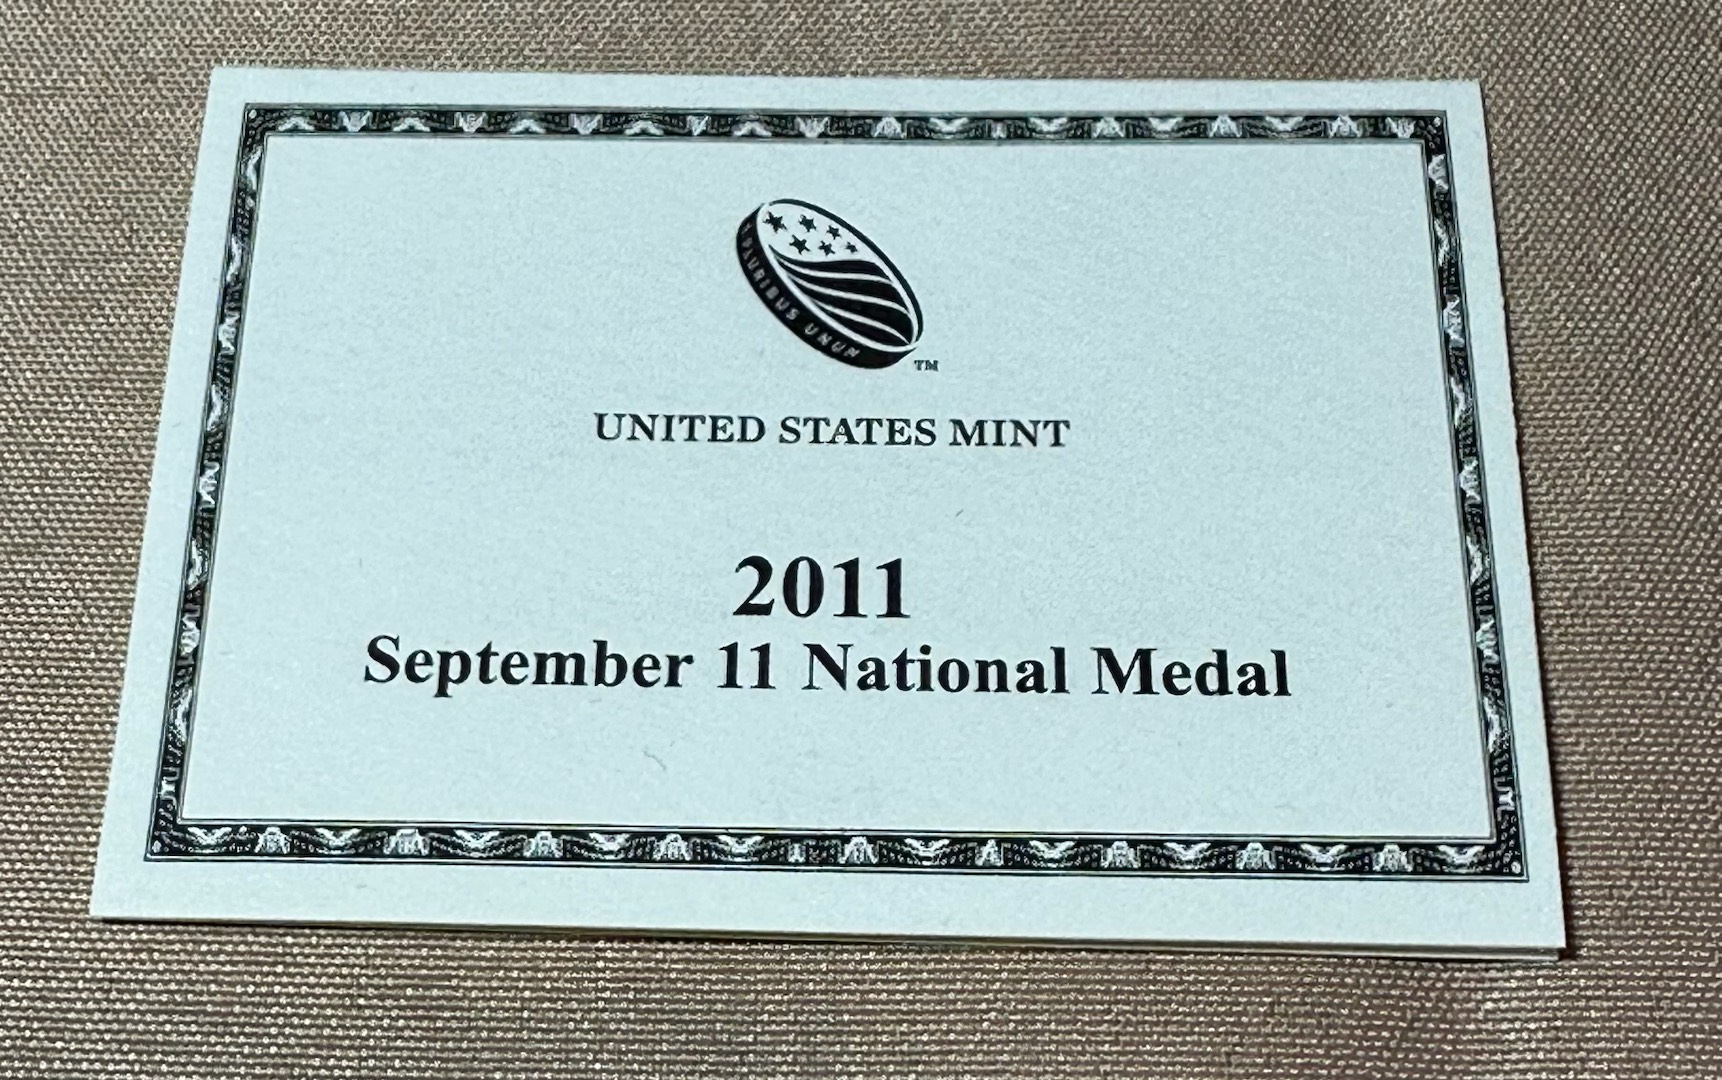 E PLURIBUS UNUM
TM
UNITED STATES MINT
2011
September 11 National Medal